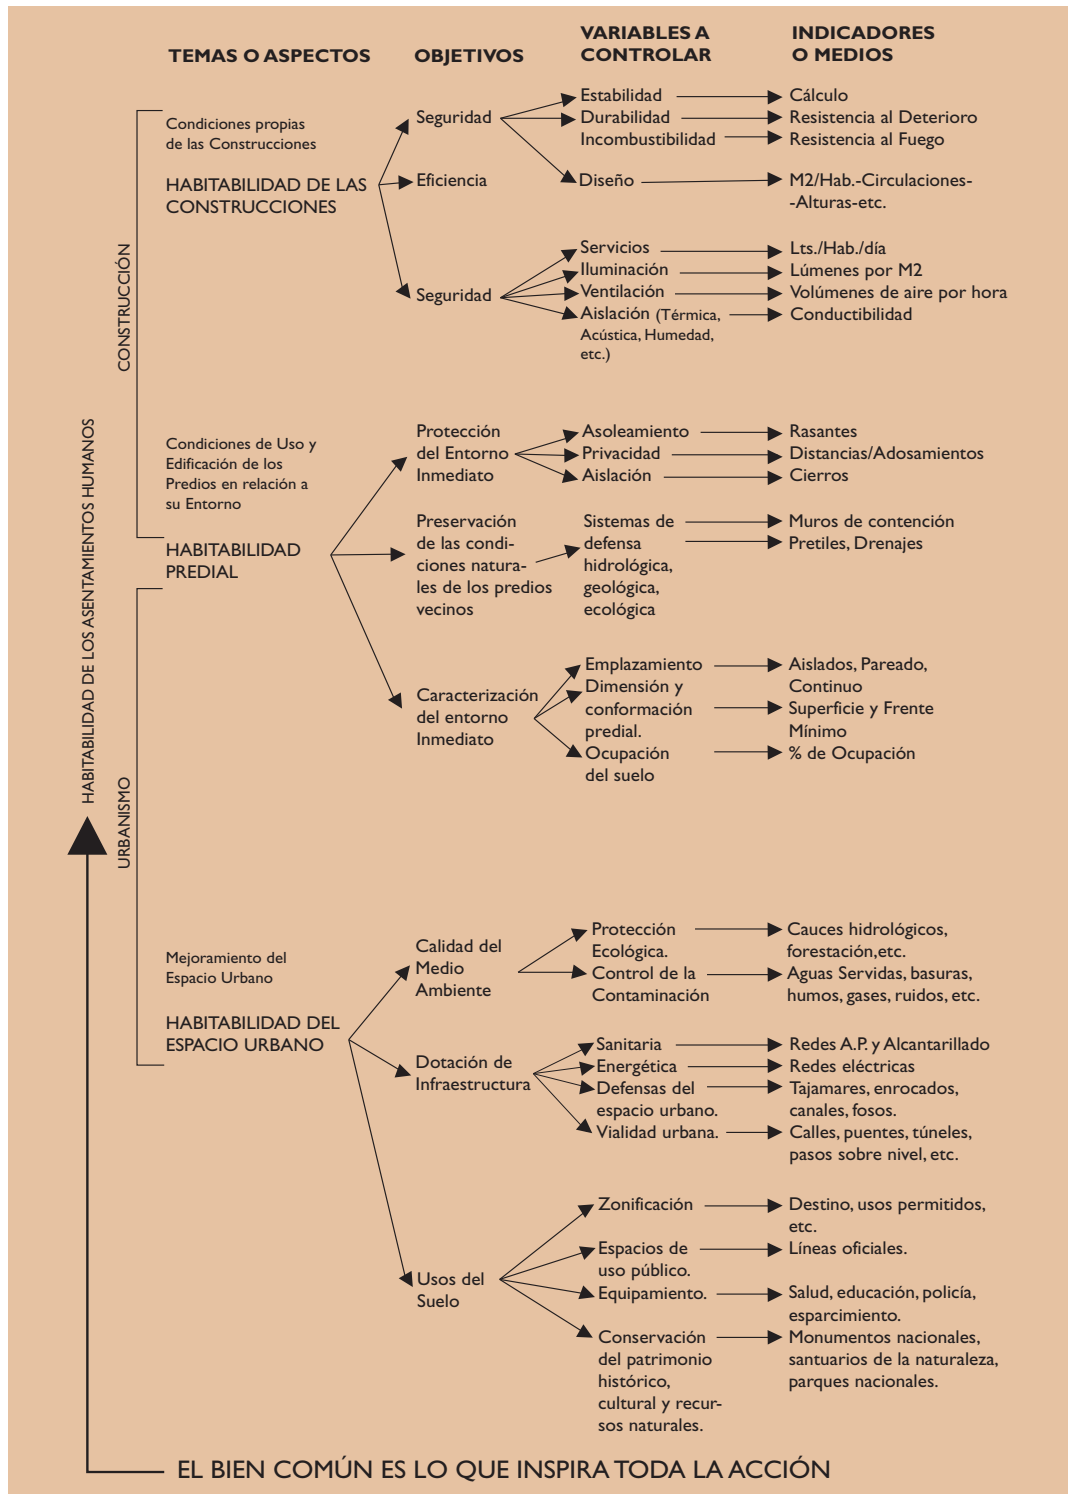 TEMAS O ASPECTOS
OBJETIVOS
VARIABLES A
CONTROLAR
INDICADORES
O MEDIOS
HABITABILIDAD DE LOS ASENTAMIENTOS HUMANOS
CONSTRUCCIÓN
Condiciones propias
de las Construcciones
HABITABILIDAD DE LAS
CONSTRUCCIONES
Seguridad
Estabilidad
Cálculo
Durabilidad
Resistencia al Deterioro
Incombustibilidad
Resistencia al Fuego
Eficiencia
Diseño
M2/Hab.-Circulaciones-
-Alturas-etc.
Seguridad
Servicios
Lts./Hab./día
Iluminación
Lúmenes por M2
Ventilación
Volúmenes de aire por hora
Aislación (Térmica,
Acústica, Humedad,
etc.)
Conductibilidad
Condiciones de Uso y
Edificación de los
Predios en relación a
su Entorno
HABITABILIDAD
PREDIAL
Protección
del Entorno
Inmediato
Asoleamiento
Rasantes
Privacidad
Distancias/Adosamientos
Aislación
Cierros
Preservación
de las condi-
ciones natura-
les de los predios
vecinos
Sistemas de
defensa
hidrológica,
geológica,
ecológica
Muros de contención
Pretiles, Drenajes
Caracterización
del entorno
Inmediato
Emplazamiento
Dimensión y
conformación
predial.
Ocupación
del suelo
Aislados, Pareado,
Continuo
Superficie y Frente
Mínimo
% de Ocupación
URBANISMO
Mejoramiento del
Espacio Urbano
HABITABILIDAD DEL
ESPACIO URBANO
Calidad del
Medio
Ambiente
Protección
Ecológica.
Cauces hidrológicos,
forestación,etc.
Control de la
Contaminación
Aguas Servidas, basuras,
humos, gases, ruidos, etc.
Dotación de
Infraestructura
Sanitaria
Redes A.P. y Alcantarillado
Energética
Redes eléctricas
Defensas del
espacio urbano.
Tajamares, enrocados,
canales, fosos.
Vialidad urbana.
Calles, puentes, túneles,
pasos sobre nivel, etc.
Usos del
Suelo
Zonificación
Destino, usos permitidos,
etc.
Espacios de
uso público.
Líneas oficiales.
Equipamiento.
Salud, educación, policía,
esparcimiento.
Conservación
del patrimonio
histórico,
cultural y recur-
sos naturales.
Monumentos nacionales,
santuarios de la naturaleza,
parques nacionales.
EL BIEN COMÚN ES LO QUE INSPIRA TODA LA ACCIÓN